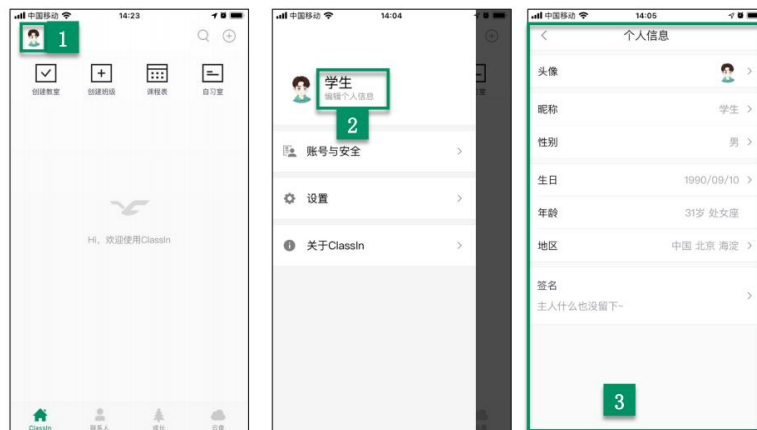 中国移动
14:23
1
创建教室
创建班级
课程表
自习室
Hi，欢迎使用ClassIn
ClassIn
联系人
成长
云盘
中国移动
14:04
学生
编辑个人信息
2
账号与安全
设置
关于ClassIn
中国移动
14:05
个人信息
头像
昵称
学生
性别
男
生日
1990/09/10
年龄
31岁 处女座
地区
中国 北京 海淀
签名
主人什么也没留下~
3